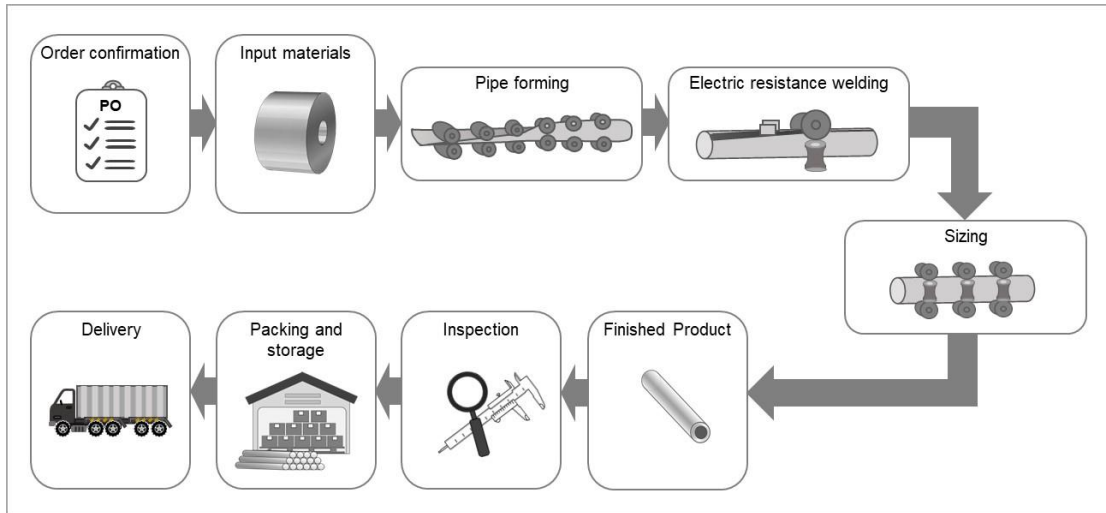 Order confirmation
PO
Input materials
Pipe forming
Electric resistance welding
Sizing
Finished Product
Inspection
Packing and
storage
Delivery